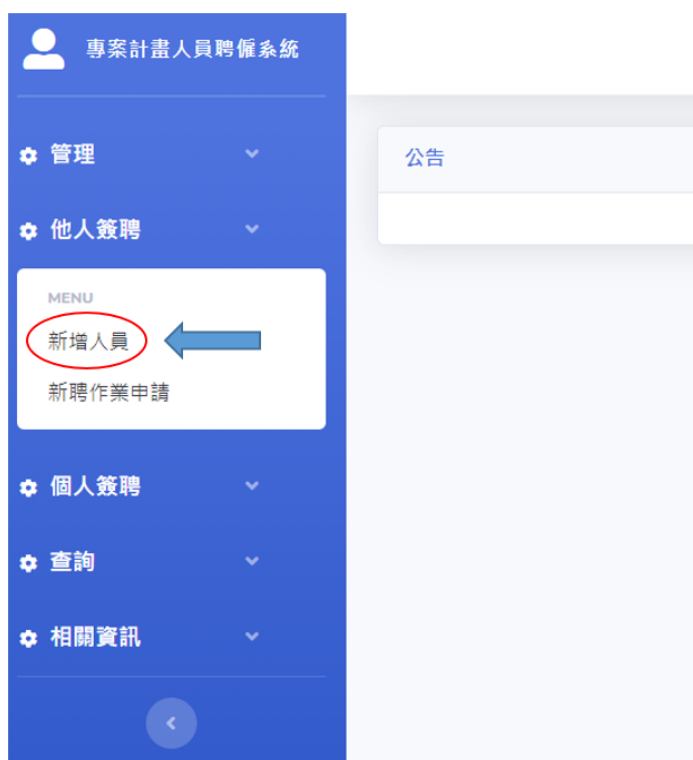 專案計畫人員聘僱系統
管理
公告
他人簽聘
MENU
新增人員
新聘作業申請
個人簽聘
查詢
相關資訊